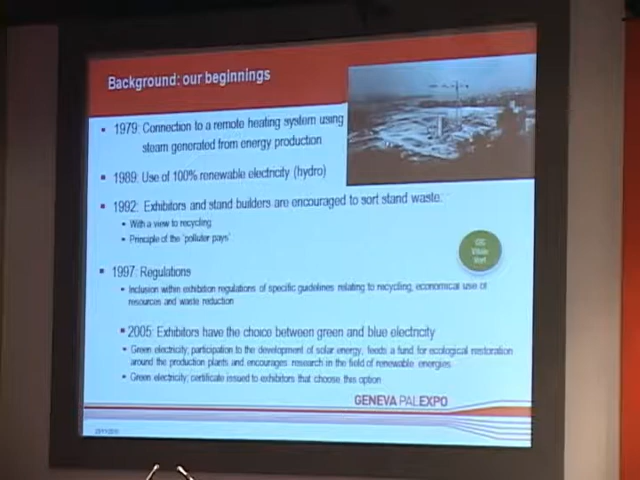 Background: our beginnings
1979: Connection to a remote heating system using
steam generated from energy production
1989: Use of 100% renewable electricity (hydro)
1992: Exhibitors and stand builders are encouraged to sort stand waste:
With a view to recycling
Principle of the 'polluter pays'
1997: Regulations
Inclusion within exhibition regulations of specific guidelines relating to recycling, economical use of
resources and waste reduction
2005: Exhibitors have the choice between green and blue electricity
Green electricity; participation to the development of solar energy, feeds a fund for ecological restoration
around the production plants and encourages research in the field of renewable energies
Green electricity; certificate issued to exhibitors that choose this option
GENEVA PALEXPO